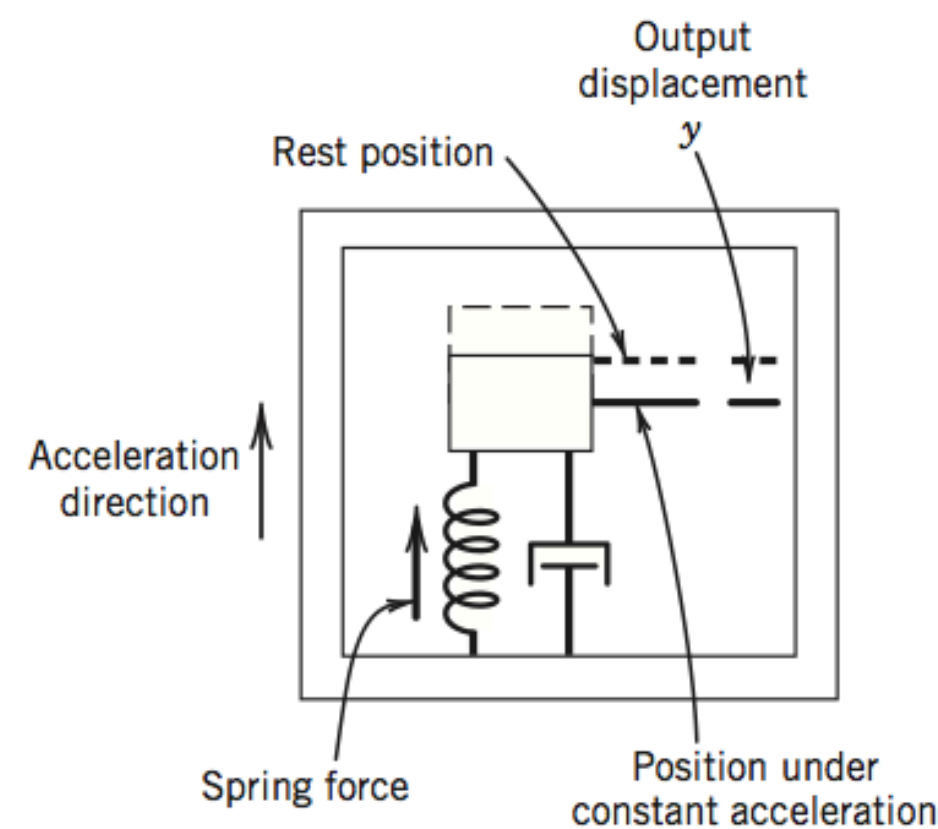 Output
displacement
y
Rest position
Acceleration
direction
Spring force
Position under
constant acceleration